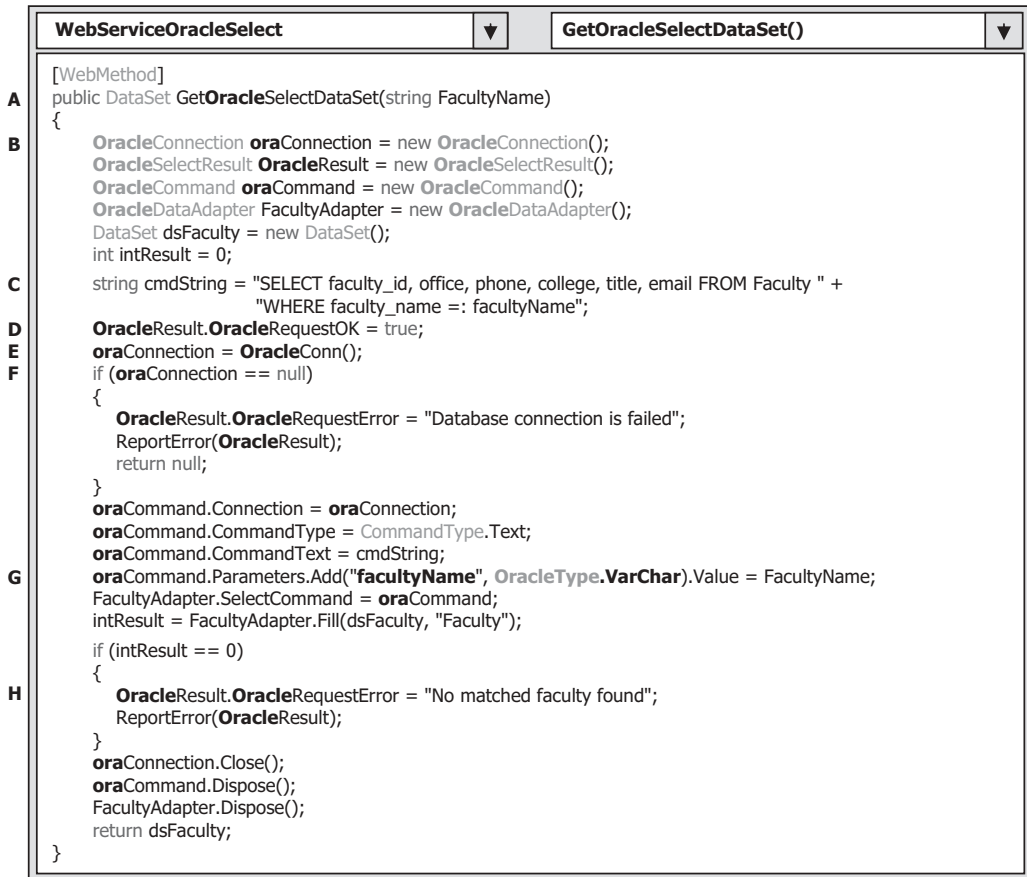 WebServiceOracleSelect GetOracleSelectDataSet()
[WebMethod]
A public DataSet GetOracleSelectDataSet(string FacultyName)
{
B OracleConnection oraConnection = new OracleConnection();
OracleSelectResult OracleResult = new OracleSelectResult();
OracleCommand oraCommand = new OracleCommand();
OracleDataAdapter FacultyAdapter = new OracleDataAdapter();
DataSet dsFaculty = new DataSet();
int intResult = 0;
C string cmdString = "SELECT faculty_id, office, phone, college, title, email FROM Faculty " +
"WHERE faculty_name =: facultyName";
D OracleResult.OracleRequestOK = true;
E oraConnection = OracleConn();
F if (oraConnection == null)
{
OracleResult.OracleRequestError = "Database connection is failed";
ReportError(OracleResult);
return null;
}
oraCommand.Connection = oraConnection;
oraCommand.CommandType = CommandType.Text;
oraCommand.CommandText = cmdString;
G oraCommand.Parameters.Add("facultyName", OracleType.VarChar).Value = FacultyName;
FacultyAdapter.SelectCommand = oraCommand;
intResult = FacultyAdapter.Fill(dsFaculty, "Faculty");
if (intResult == 0)
{
H OracleResult.OracleRequestError = "No matched faculty found";
ReportError(OracleResult);
}
oraConnection.Close();
oraCommand.Dispose();
FacultyAdapter.Dispose();
return dsFaculty;
}